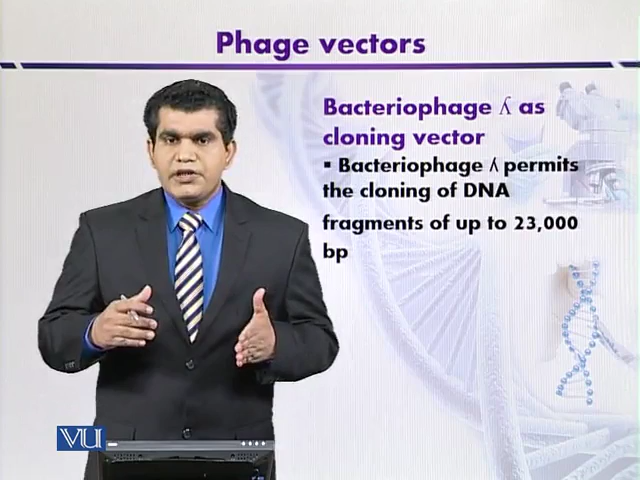 Phage vectors
Bacteriophage ʎ as
cloning vector
▪ Bacteriophage ʎ permits
the cloning of DNA
fragments of up to 23,000
bp
VU